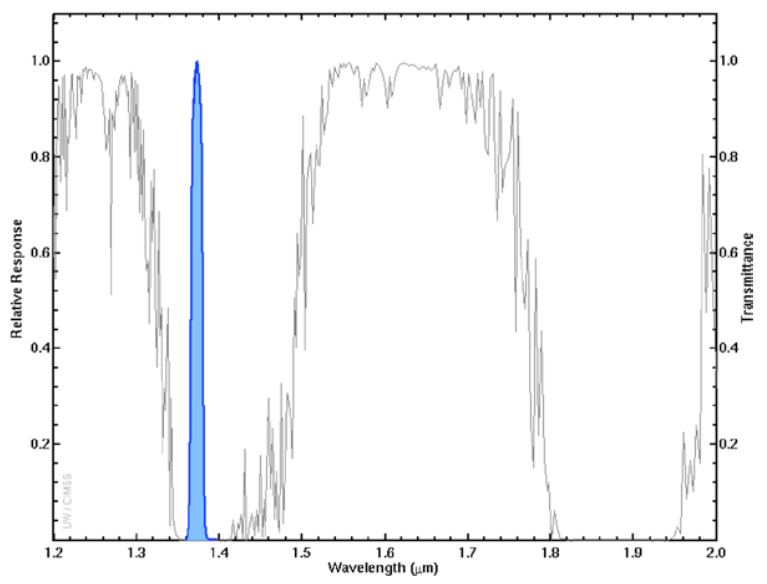 1.0
0.8
0.6
0.4
0.2
Relative Response
1.0
0.8
0.6
0.4
0.2
Transmittance
UW / CIMSS
1.2 1.3 1.4 1.5 1.6 1.7 1.8 1.9 2.0
Wavelength (μm)